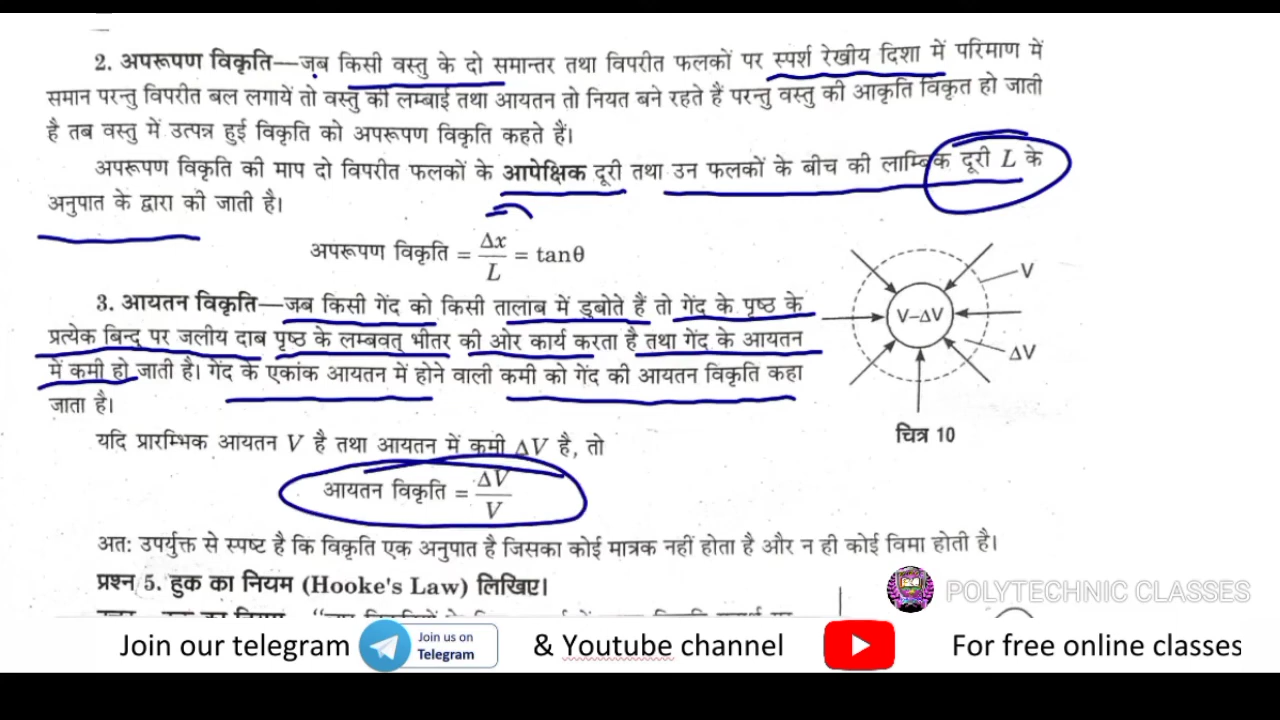 2. अपरूपण विकृति—जब किसी वस्तु के दो समान्तर तथा विपरीत फलकों पर स्पर्श रेखीय दिशा में परिमाण में
समान परन्तु विपरीत बल लगायें तो वस्तु की लम्बाई तथा आयतन तो नियत बने रहते हैं परन्तु वस्तु की आकृति विकृत हो जाती
है तब वस्तु में उत्पन्न हुई विकृति को अपरूपण विकृति कहते हैं।
अपरूपण विकृति की माप दो विपरीत फलकों के आपेक्षिक दूरी तथा उन फलकों के बीच की लाम्बिक दूरी L के
अनुपात के द्वारा की जाती है।
अपरूपण विकृति = Δx/L = tanθ
3. आयतन विकृति—जब किसी गेंद को किसी तालाब में डुबोते हैं तो गेंद के पृष्ठ के
प्रत्येक बिन्दु पर जलीय दाब पृष्ठ के लम्बवत् भीतर की ओर कार्य करता है तथा गेंद के आयतन
में कमी हो जाती है। गेंद के एकांक आयतन में होने वाली कमी को गेंद की आयतन विकृति कहा
जाता है।
V
V–ΔV
ΔV
चित्र 10
यदि प्रारम्भिक आयतन V है तथा आयतन में कमी ΔV है, तो
आयतन विकृति = ΔV/V
अत: उपर्युक्त से स्पष्ट है कि विकृति एक अनुपात है जिसका कोई मात्रक नहीं होता है और न ही कोई विमा होती है।
प्रश्न 5. हुक का नियम (Hooke's Law) लिखिए।
POLYTECHNIC CLASSES
Join our telegram
Join us on
Telegram
& Youtube channel
For free online classes